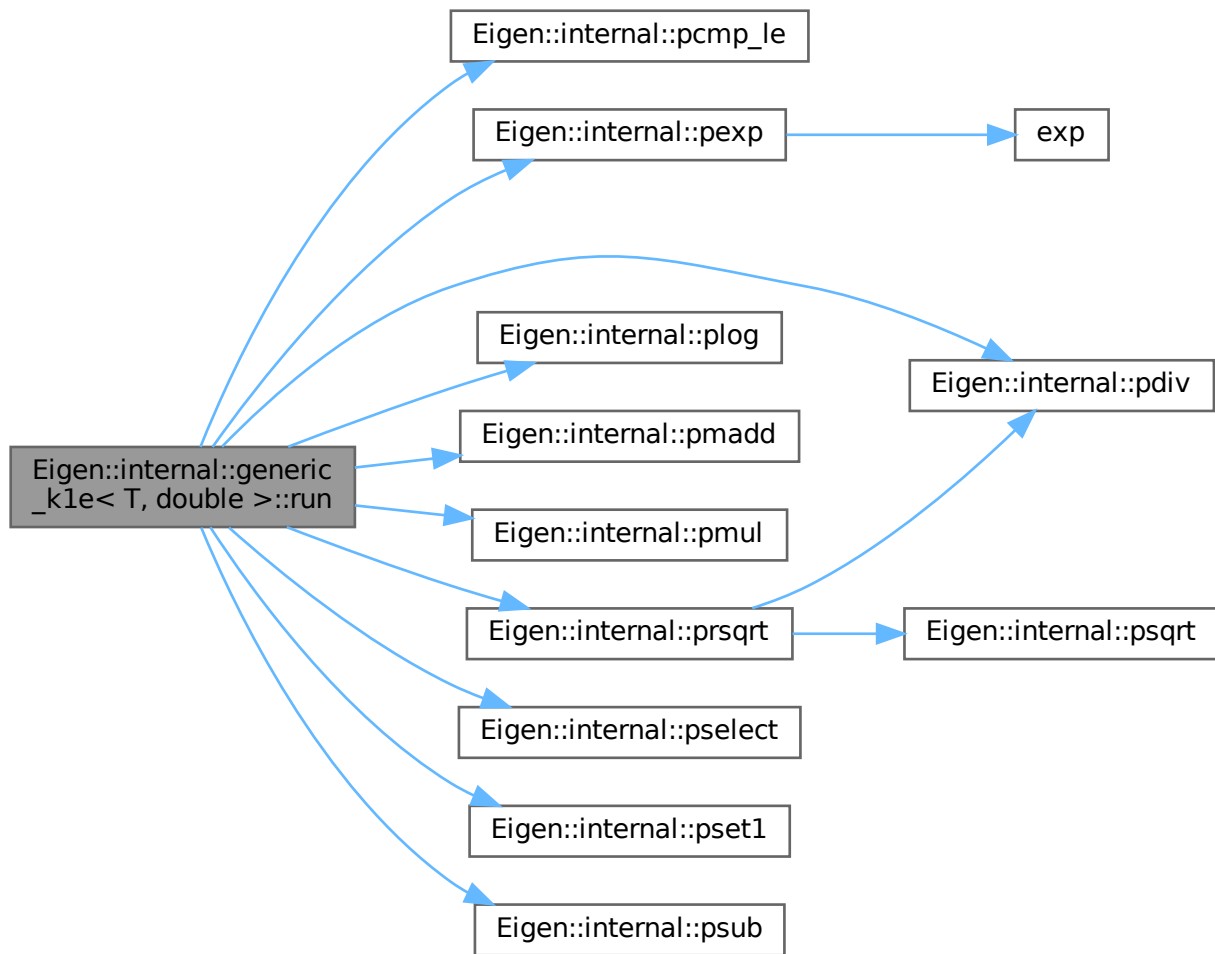 Eigen::internal::pcmp_le
Eigen::internal::pexp
exp
Eigen::internal::plog
Eigen::internal::pdiv
Eigen::internal::pmadd
Eigen::internal::generic
_k1e< T, double >::run
Eigen::internal::pmul
Eigen::internal::prsqrt
Eigen::internal::psqrt
Eigen::internal::pselect
Eigen::internal::pset1
Eigen::internal::psub